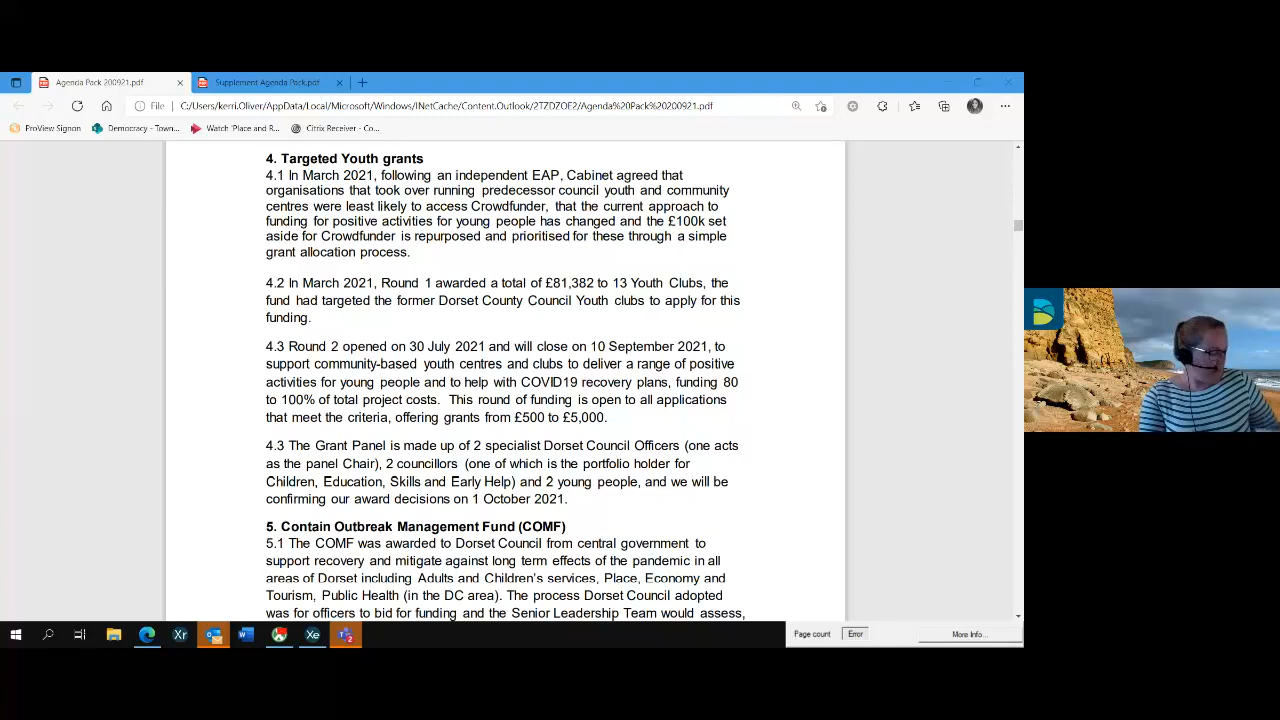 Agenda Pack 200921.pdf
Supplement Agenda Pack.pdf
File
C:/Users/kerri.Oliver/AppData/Local/Microsoft/Windows/INetCache/Content.Outlook/2TZDZOE2/Agenda%20Pack%20200921.pdf
ProView Signon
Democracy - Town...
Watch 'Place and R...
Citrix Receiver - Co...
4. Targeted Youth grants
4.1 In March 2021, following an independent EAP, Cabinet agreed that
organisations that took over running predecessor council youth and community
centres were least likely to access Crowdfunder, that the current approach to
funding for positive activities for young people has changed and the £100k set
aside for Crowdfunder is repurposed and prioritised for these through a simple
grant allocation process.
4.2 In March 2021, Round 1 awarded a total of £81,382 to 13 Youth Clubs, the
fund had targeted the former Dorset County Council Youth clubs to apply for this
funding.
4.3 Round 2 opened on 30 July 2021 and will close on 10 September 2021, to
support community-based youth centres and clubs to deliver a range of positive
activities for young people and to help with COVID19 recovery plans, funding 80
to 100% of total project costs. This round of funding is open to all applications
that meet the criteria, offering grants from £500 to £5,000.
4.3 The Grant Panel is made up of 2 specialist Dorset Council Officers (one acts
as the panel Chair), 2 councillors (one of which is the portfolio holder for
Children, Education, Skills and Early Help) and 2 young people, and we will be
confirming our award decisions on 1 October 2021.
5. Contain Outbreak Management Fund (COMF)
5.1 The COMF was awarded to Dorset Council from central government to
support recovery and mitigate against long term effects of the pandemic in all
areas of Dorset including Adults and Children's services, Place, Economy and
Tourism, Public Health (in the DC area). The process Dorset Council adopted
was for officers to bid for funding and the Senior Leadership Team would assess,
Xr
Xe
Page count
Error
More Info...